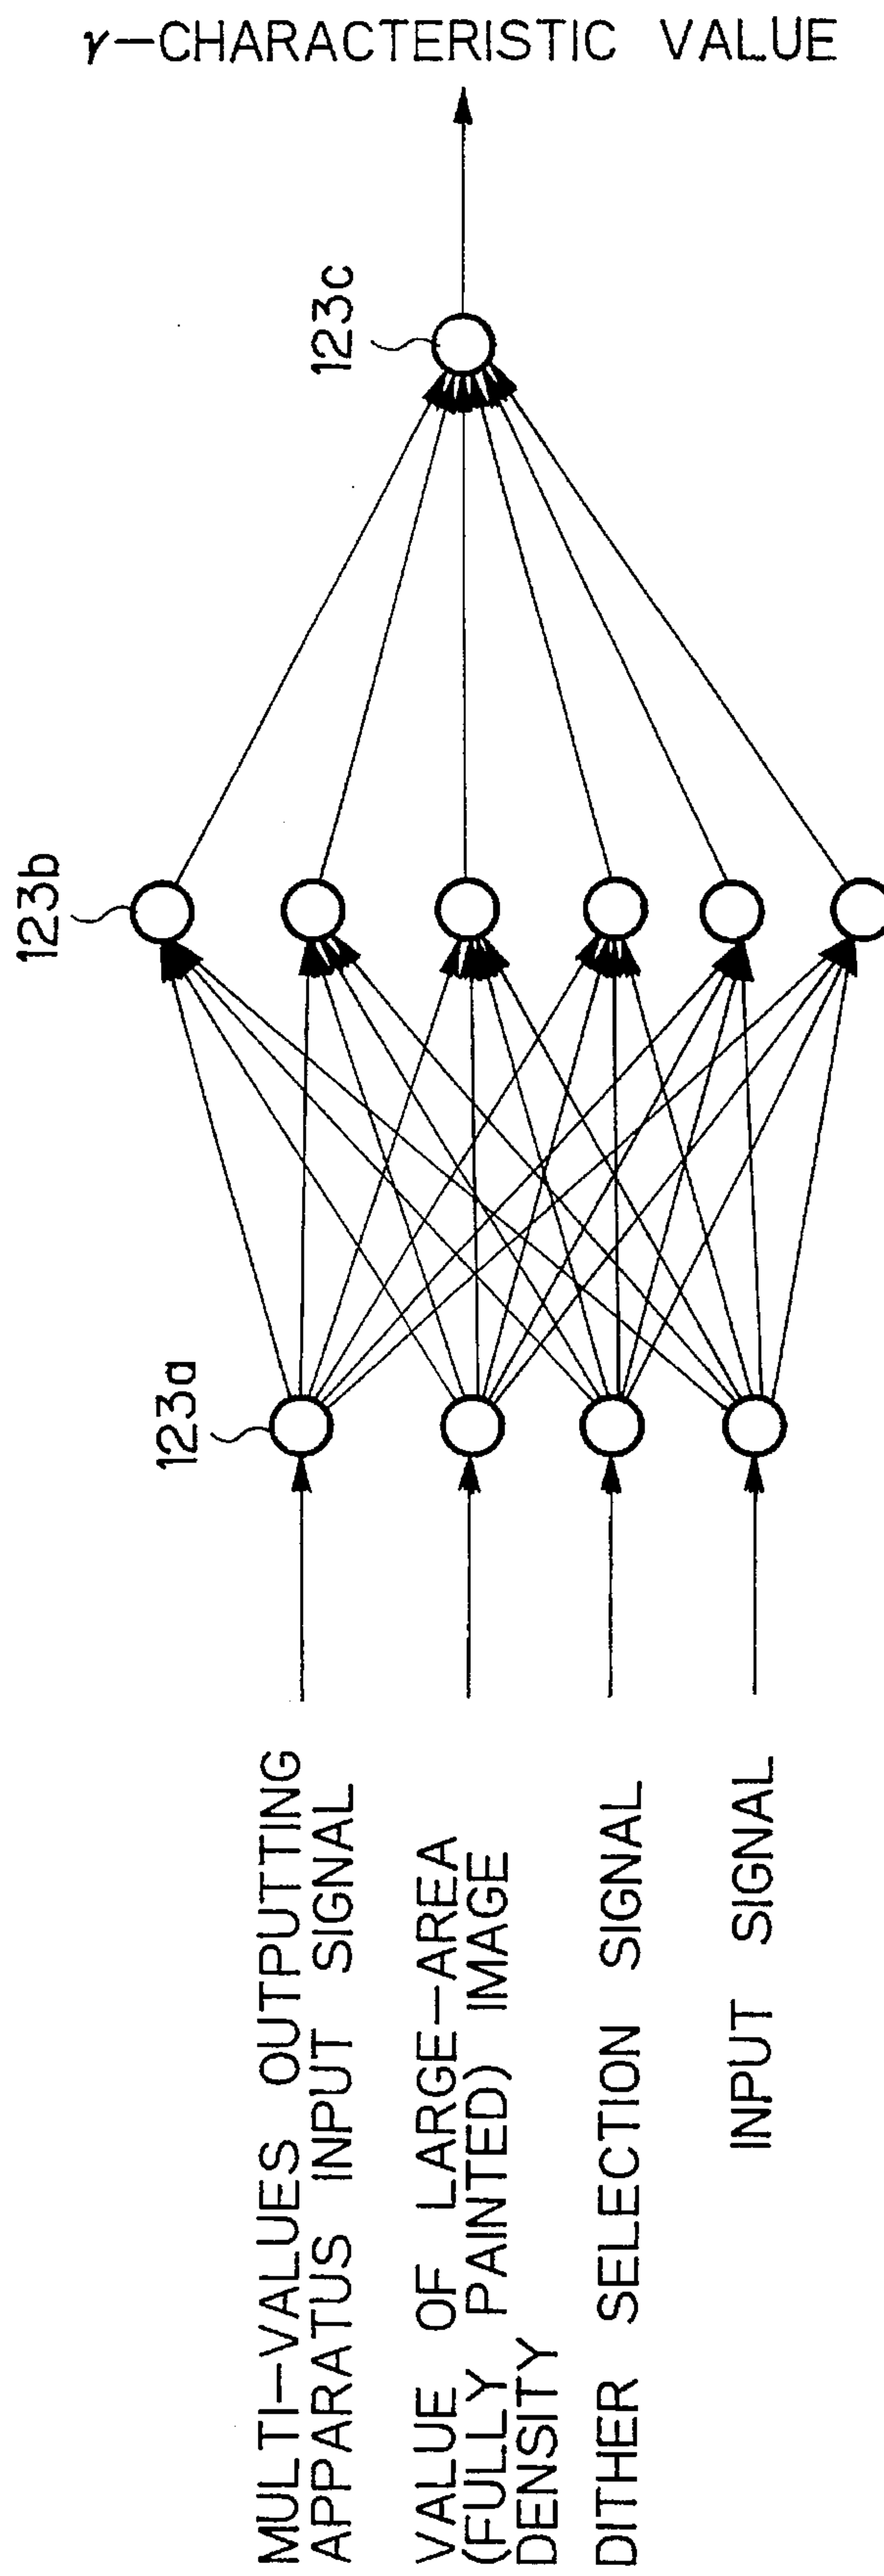 γ-CHARACTERISTIC VALUE
123c
123b
123a
MULTI-VALUES OUTPUTTING
APPARATUS INPUT SIGNAL
VALUE OF LARGE-AREA
(FULLY PAINTED) IMAGE
DENSITY
DITHER SELECTION SIGNAL
INPUT SIGNAL